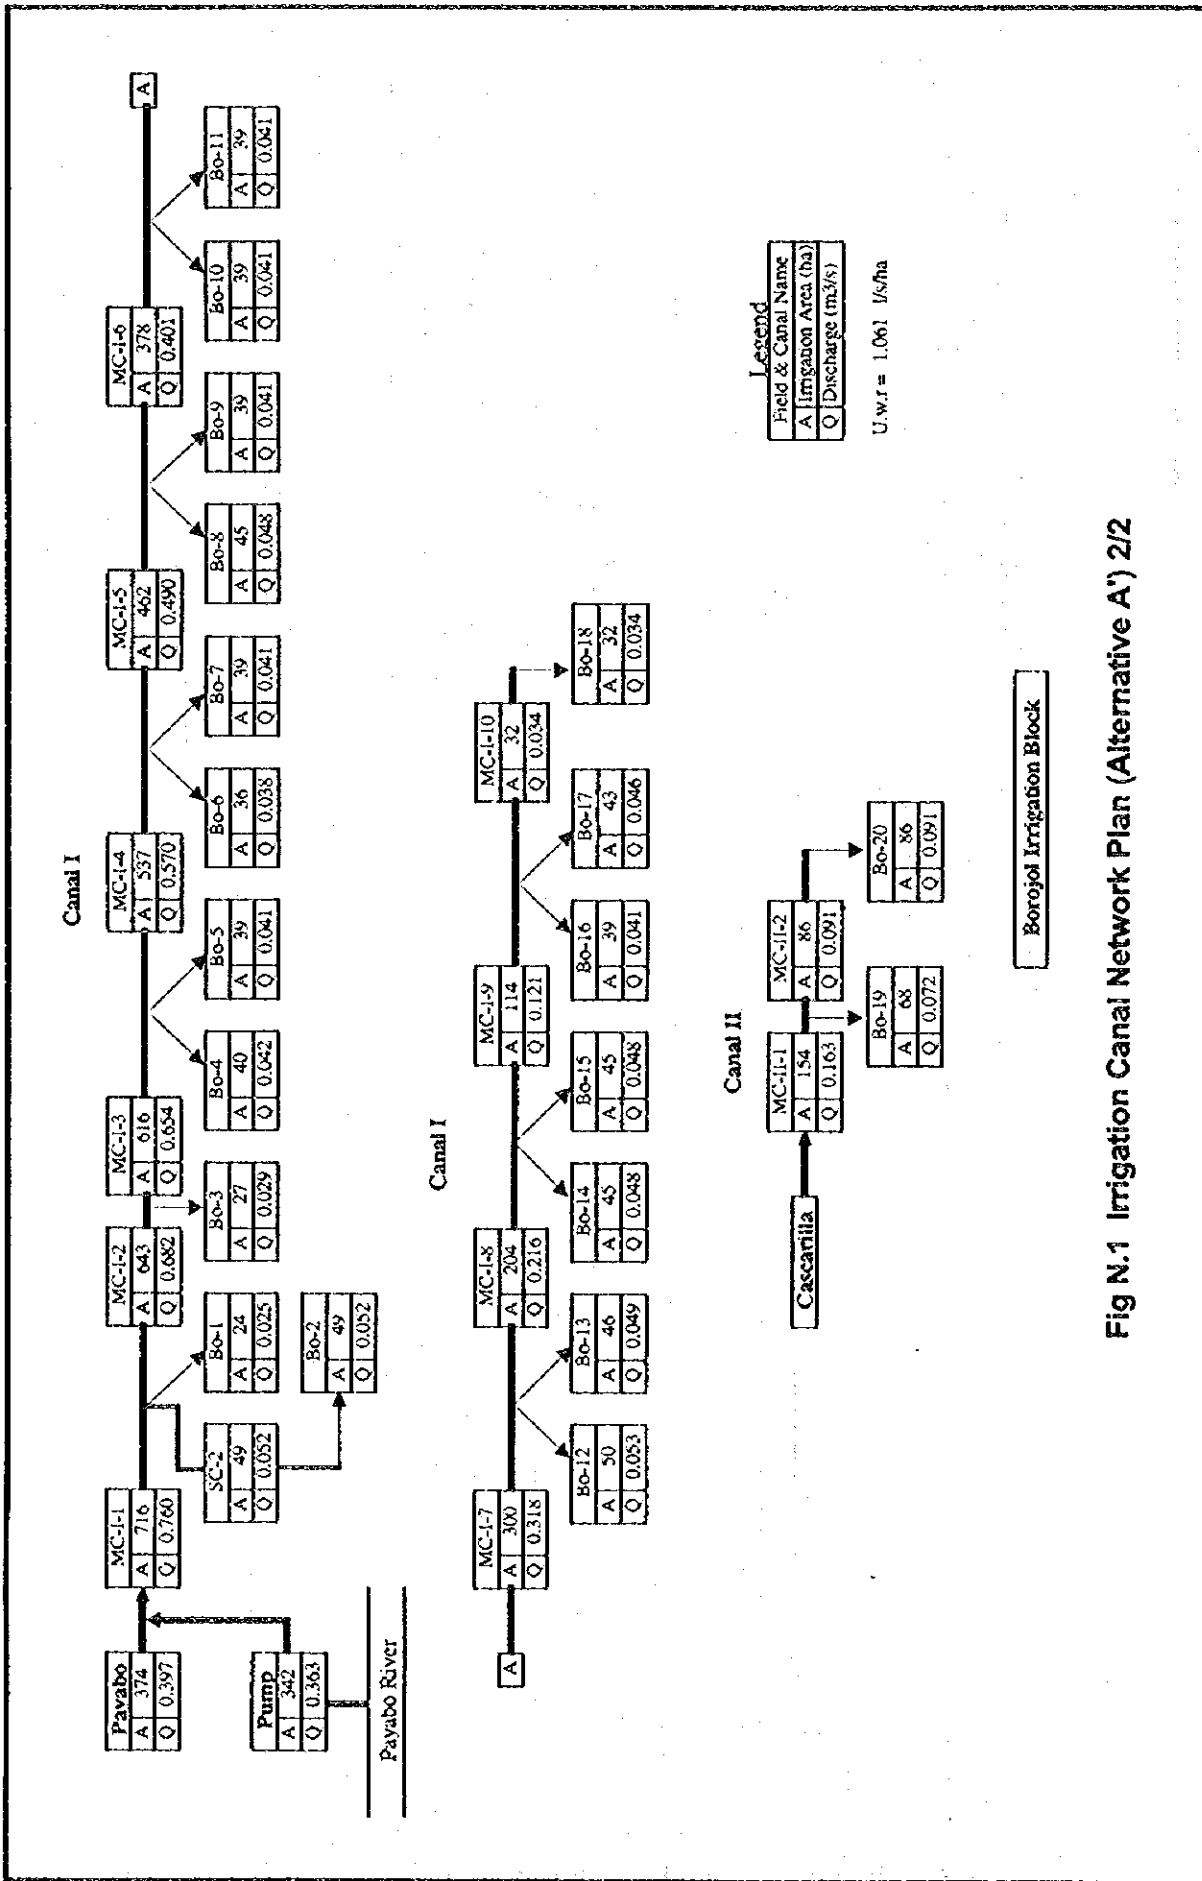 Canal I
Payabo
A 374
Q 0.397
Pump
A 342
Q 0.363
Payabo River
MC-I-1
A 716
Q 0.760
SC-2
A 49
Q 0.052
Bo-1
A 24
Q 0.025
Bo-2
A 49
Q 0.052
MC-I-2
A 643
Q 0.682
Bo-3
A 27
Q 0.029
MC-I-3
A 616
Q 0.654
Bo-4
A 40
Q 0.042
Bo-5
A 39
Q 0.041
MC-I-4
A 537
Q 0.570
Bo-6
A 36
Q 0.038
Bo-7
A 39
Q 0.041
MC-I-5
A 462
Q 0.490
Bo-8
A 45
Q 0.048
Bo-9
A 39
Q 0.041
MC-I-6
A 378
Q 0.401
Bo-10
A 39
Q 0.041
Bo-11
A 39
Q 0.041
A
Canal I
A
MC-I-7
A 300
Q 0.318
Bo-12
A 50
Q 0.053
Bo-13
A 46
Q 0.049
MC-I-8
A 204
Q 0.216
Bo-14
A 45
Q 0.048
Bo-15
A 45
Q 0.048
MC-I-9
A 114
Q 0.121
Bo-16
A 39
Q 0.041
Bo-17
A 43
Q 0.046
MC-I-10
A 32
Q 0.034
Bo-18
A 32
Q 0.034
Canal II
Cascarilla
MC-II-1
A 154
Q 0.163
Bo-19
A 68
Q 0.072
MC-II-2
A 86
Q 0.091
Bo-20
A 86
Q 0.091
Legend
Field & Canal Name
A Irrigation Area (ha)
Q Discharge (m3/s)
U.w.r = 1.061 l/s/ha
Borojol Irrigation Block
Fig N.1 Irrigation Canal Network Plan (Alternative A') 2/2